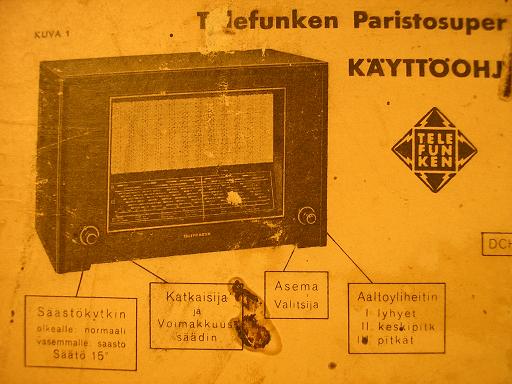 KUVA 1
Telefunken Paristosuper
KÄYTTÖOHJ
TELE
FUN
KEN
TELEFUNKEN
DCH
Säästökytkin
oikealle: normaali
vasemmalle: säästö
Säätö 15°
Katkaisija
ja
Voimakkuus
säädin
Asema
Valitsija
Aaltoyliheitin
I lyhyet
II. keskipitk
III pitkät